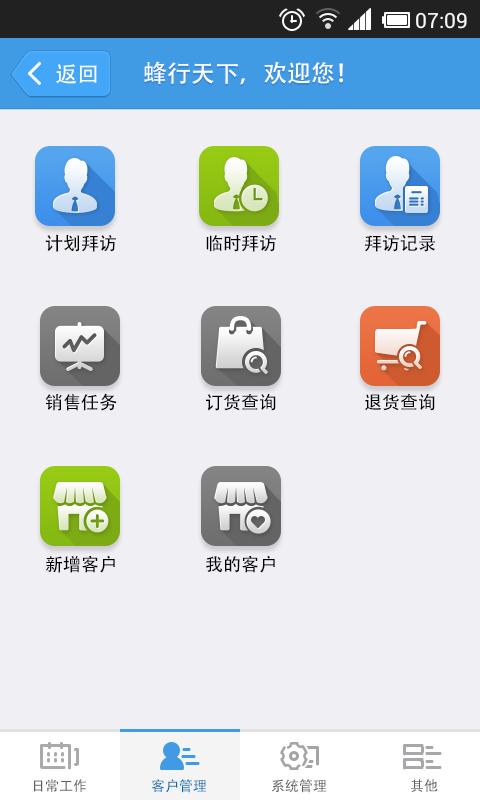 07:09
返回
蜂行天下，欢迎您！
计划拜访
临时拜访
拜访记录
销售任务
订货查询
退货查询
新增客户
我的客户
日常工作
客户管理
系统管理
其他